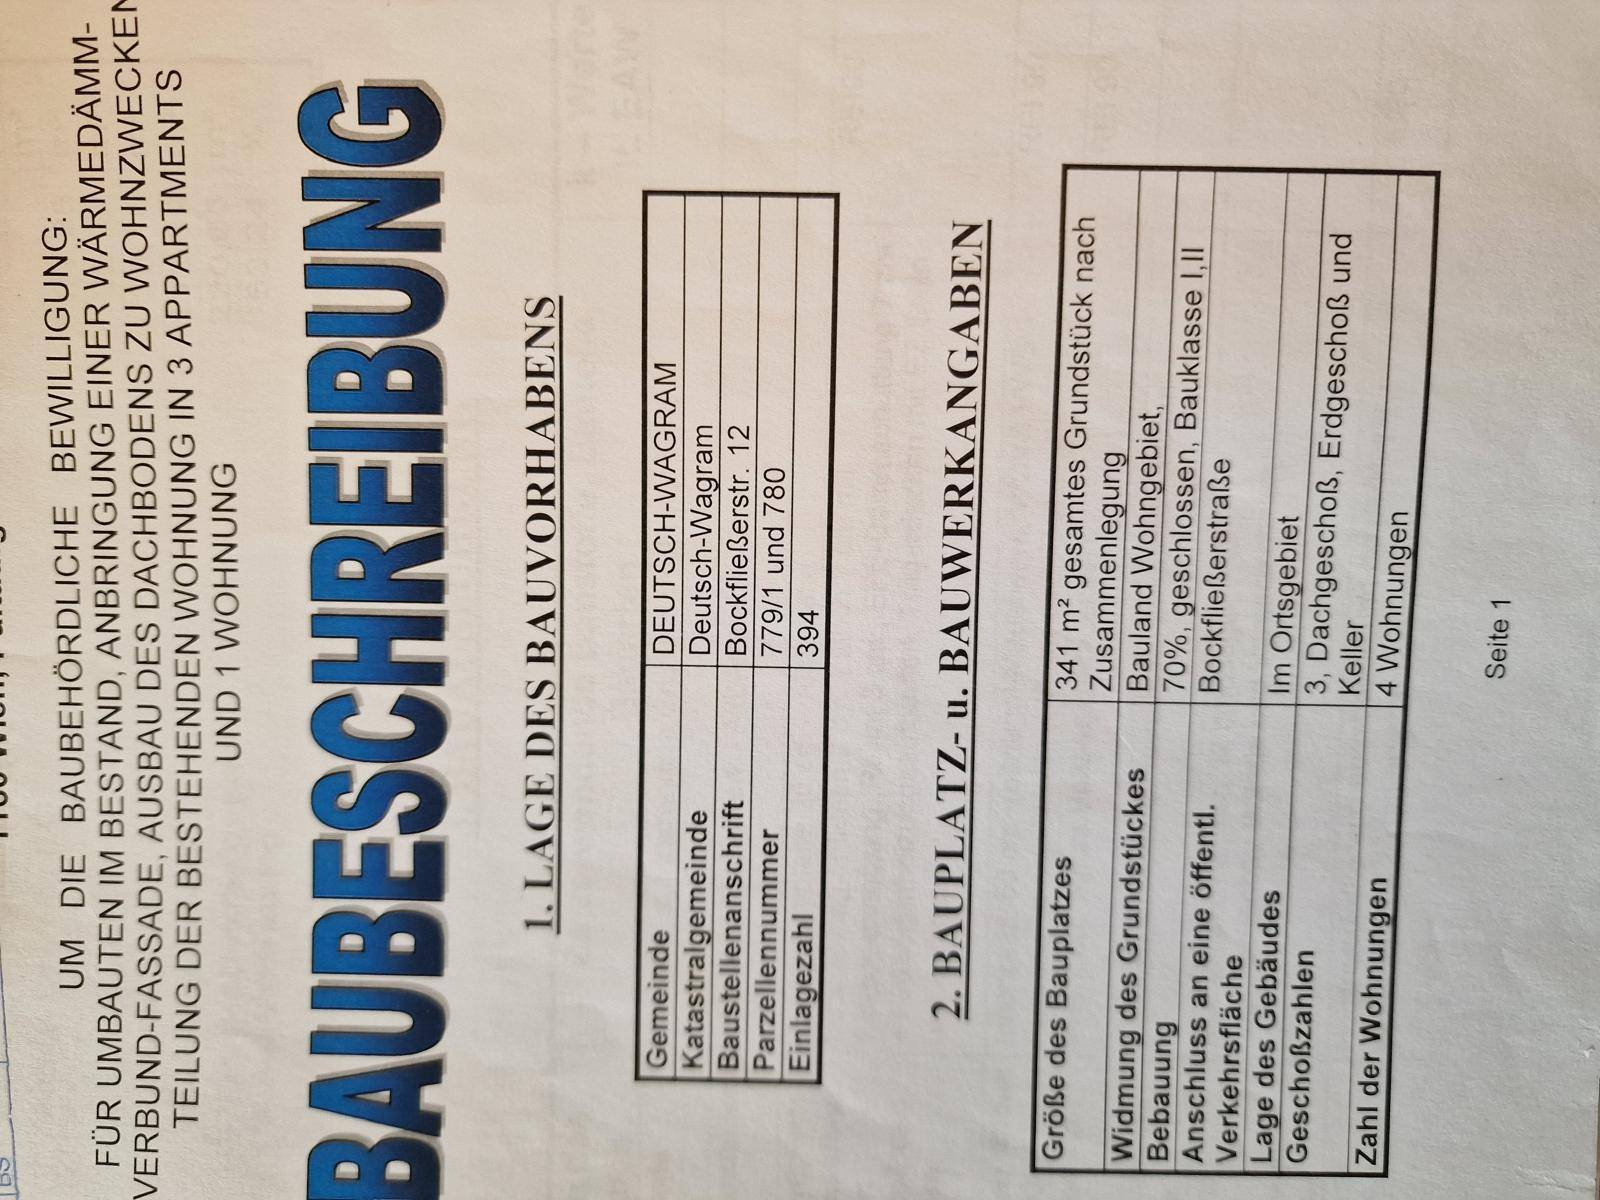 UM DIE BAUBEHÖRDLICHE BEWILLIGUNG:
FÜR UMBAUTEN IM BESTAND, ANBRINGUNG EINER WÄRMEDÄMM-
VERBUND-FASSADE, AUSBAU DES DACHBODENS ZU WOHNZWECKEN
TEILUNG DER BESTEHENDEN WOHNUNG IN 3 APPARTMENTS
UND 1 WOHNUNG
BAUBESCHREIBUNG
1. LAGE DES BAUVORHABENS
Gemeinde DEUTSCH-WAGRAM
Katastralgemeinde Deutsch-Wagram
Baustellenanschrift Bockfließerstr. 12
Parzellennummer 779/1 und 780
Einlagezahl 394
2. BAUPLATZ- u. BAUWERKANGABEN
Größe des Bauplatzes 341 m² gesamtes Grundstück nach
Zusammenlegung
Widmung des Grundstückes Bauland Wohngebiet,
Bebauung 70%, geschlossen, Bauklasse I,II
Anschluss an eine öffentl. Bockfließerstraße
Verkehrsfläche
Lage des Gebäudes Im Ortsgebiet
Geschoßzahlen 3, Dachgeschoß, Erdgeschoß und
Keller
Zahl der Wohnungen 4 Wohnungen
Seite 1